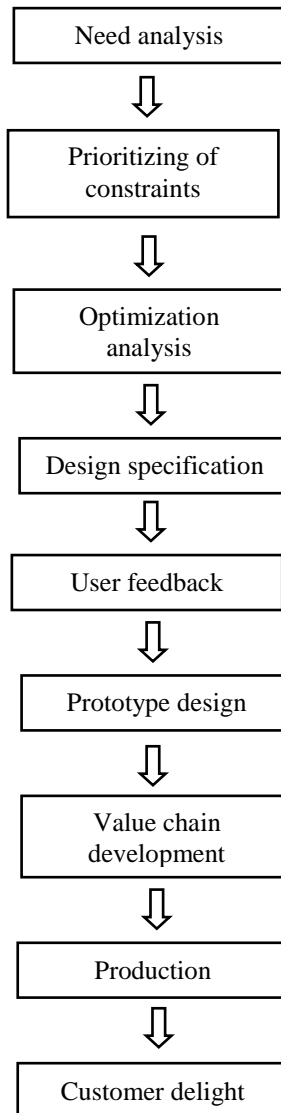 Need analysis
Prioritizing of
constraints
Optimization
analysis
Design specification
User feedback
Prototype design
Value chain
development
Production
Customer delight